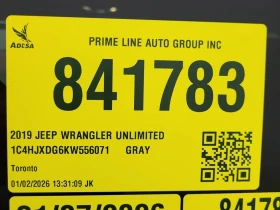 ADESA
PRIME LINE AUTO GROUP INC
841783
2019 JEEP WRANGLER UNLIMITED
1C4HJXDG6KW556071 GRAY
Toronto
01/02/2026 13:31:09 JK